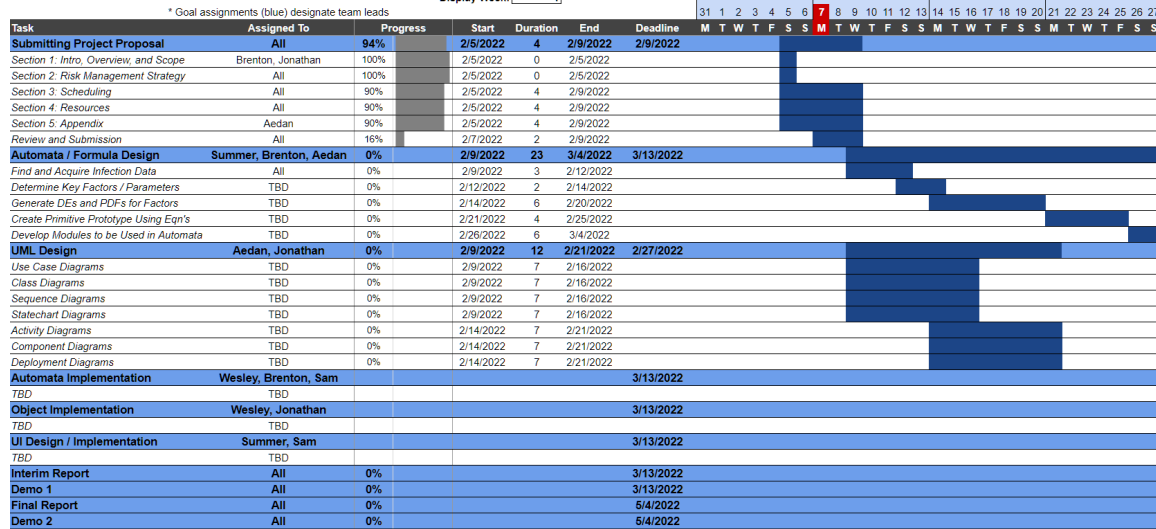 * Goal assignments (blue) designate team leads 31 1 2 3 4 5 6 7 8 9 10 11 12 13 14 15 16 17 18 19 20 21 22 23 24 25 26 27
Task Assigned To Progress Start Duration End Deadline M T W T F S S M T W T F S S M T W T F S S M T W T F S S
Submitting Project Proposal All 94% 2/5/2022 4 2/9/2022 2/9/2022
Section 1: Intro, Overview, and Scope Brenton, Jonathan 100% 2/5/2022 0 2/5/2022
Section 2: Risk Management Strategy All 100% 2/5/2022 0 2/5/2022
Section 3: Scheduling All 90% 2/5/2022 4 2/9/2022
Section 4: Resources All 90% 2/5/2022 4 2/9/2022
Section 5: Appendix Aedan 90% 2/5/2022 4 2/9/2022
Review and Submission All 16% 2/7/2022 2 2/9/2022
Automata / Formula Design Summer, Brenton, Aedan 0% 2/9/2022 23 3/4/2022 3/13/2022
Find and Acquire Infection Data All 0% 2/9/2022 3 2/12/2022
Determine Key Factors / Parameters TBD 0% 2/12/2022 2 2/14/2022
Generate DEs and PDFs for Factors TBD 0% 2/14/2022 6 2/20/2022
Create Primitive Prototype Using Eqn's TBD 0% 2/21/2022 4 2/25/2022
Develop Modules to be Used in Automata TBD 0% 2/26/2022 6 3/4/2022
UML Design Aedan, Jonathan 0% 2/9/2022 12 2/21/2022 2/27/2022
Use Case Diagrams TBD 0% 2/9/2022 7 2/16/2022
Class Diagrams TBD 0% 2/9/2022 7 2/16/2022
Sequence Diagrams TBD 0% 2/9/2022 7 2/16/2022
Statechart Diagrams TBD 0% 2/9/2022 7 2/16/2022
Activity Diagrams TBD 0% 2/14/2022 7 2/21/2022
Component Diagrams TBD 0% 2/14/2022 7 2/21/2022
Deployment Diagrams TBD 0% 2/14/2022 7 2/21/2022
Automata Implementation Wesley, Brenton, Sam 3/13/2022
TBD TBD
Object Implementation Wesley, Jonathan 3/13/2022
TBD TBD
UI Design / Implementation Summer, Sam 3/13/2022
TBD TBD
Interim Report All 0% 3/13/2022
Demo 1 All 0% 3/13/2022
Final Report All 0% 5/4/2022
Demo 2 All 0% 5/4/2022